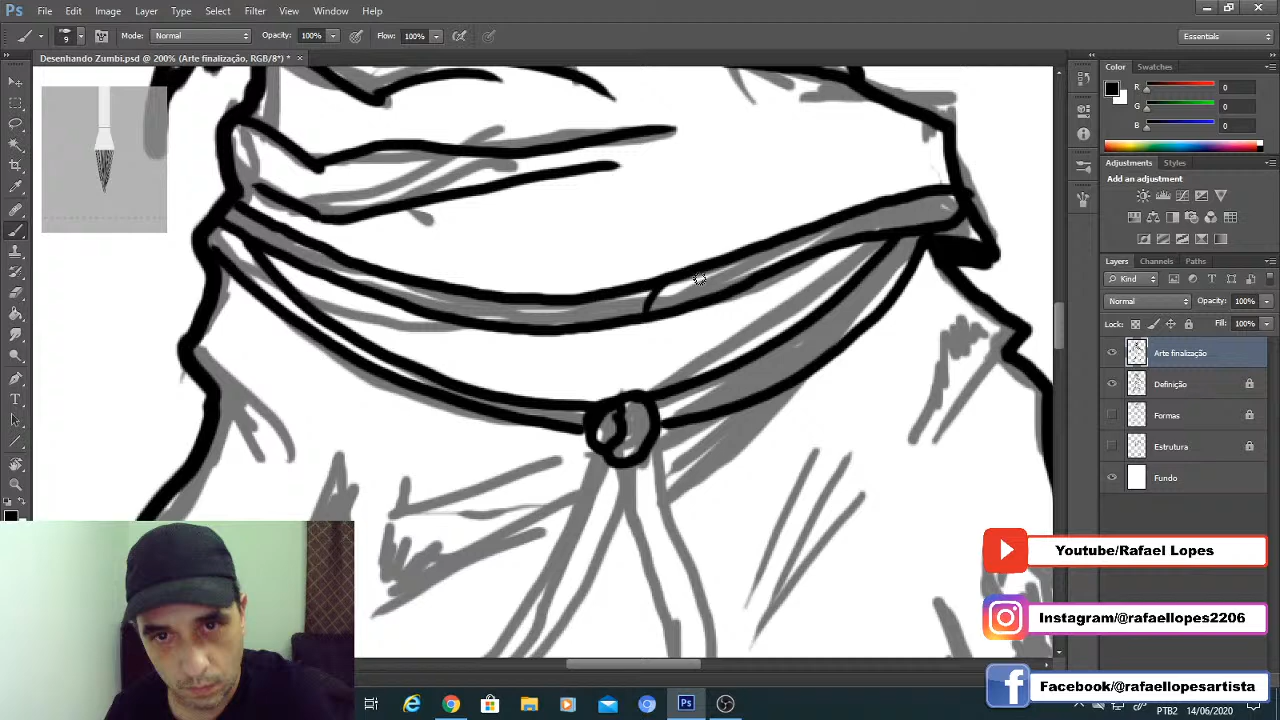 Ps File Edit Image Layer Type Select Filter View Window Help
9 Mode: Normal Opacity: 100% Flow: 100% Essentials
Desenhando Zumbi.psd @ 200% (Arte finalização, RGB/8*) * ×
Color Swatches
R 0
G 0
B 0
Adjustments Styles
Add an adjustment
Layers Channels Paths
Kind
Normal Opacity: 100%
Lock: Fill: 100%
Arte finalização
Definição
Formas
Estrutura
Fundo
Youtube/Rafael Lopes
Instagram/@rafaellopes2206
Facebook/@rafaellopesartista
Ps PTB2 14/06/2020